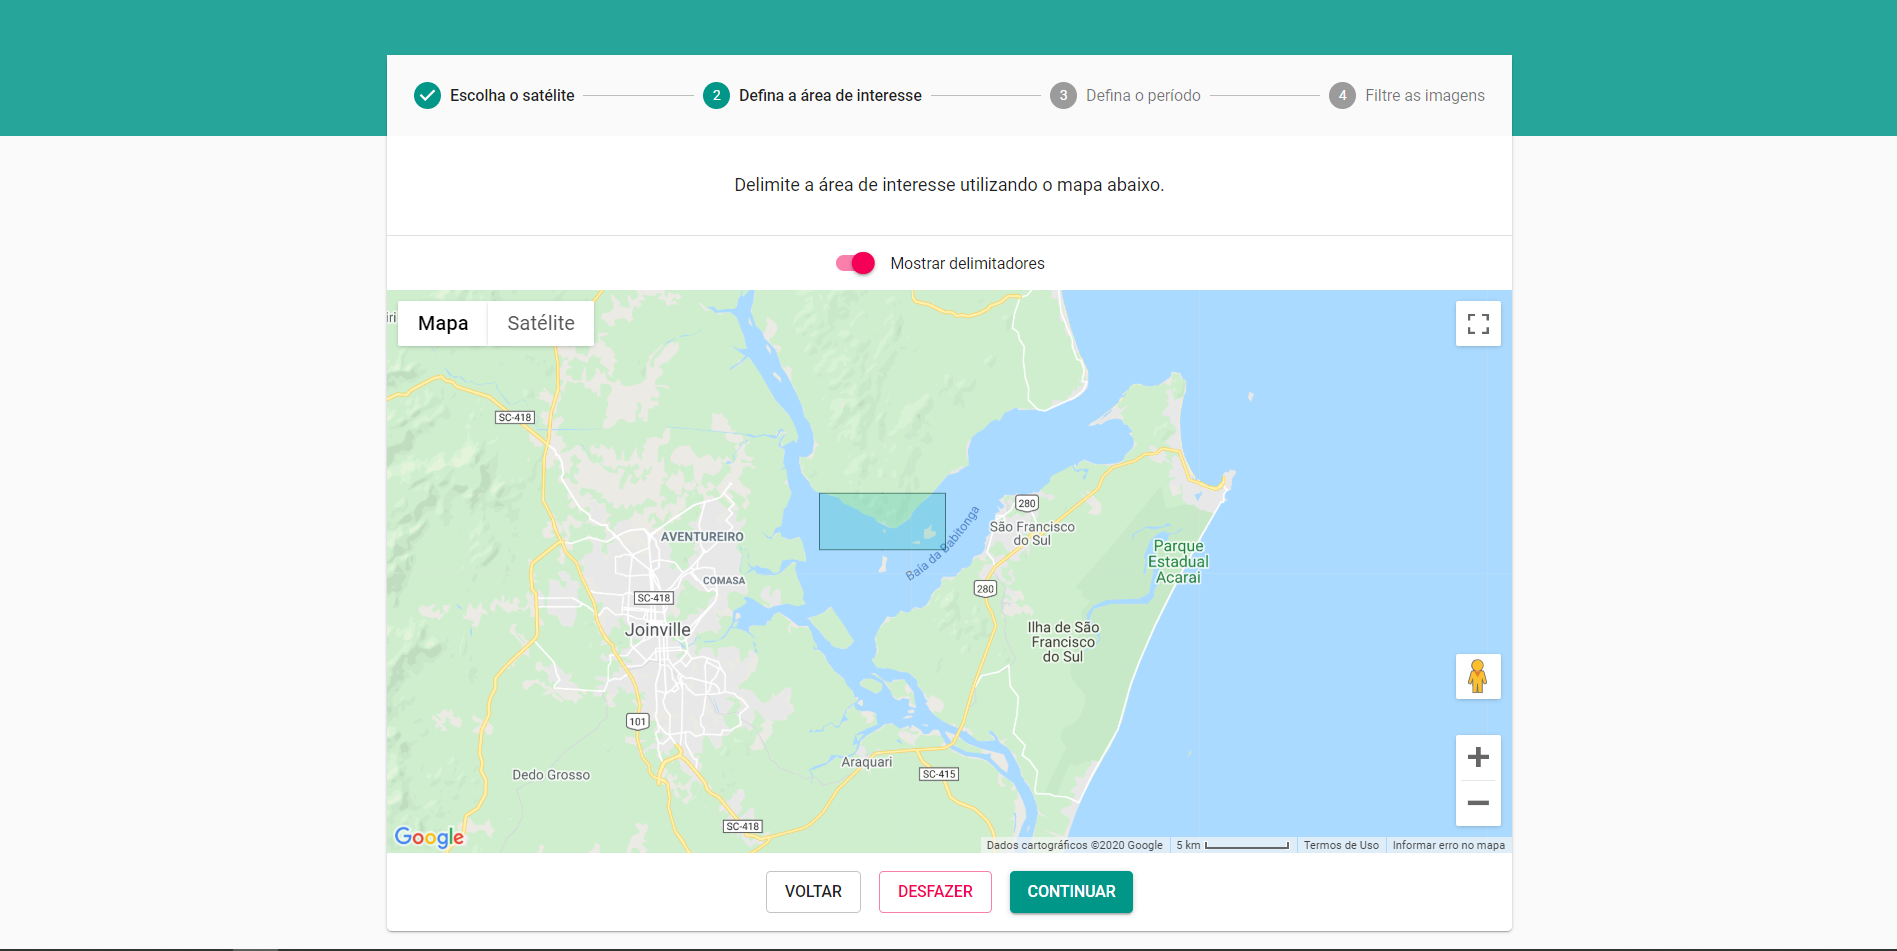 Escolha o satélite
2 Defina a área de interesse
3 Defina o período
4 Filtre as imagens
Delimite a área de interesse utilizando o mapa abaixo.
Mostrar delimitadores
Mapa
Satélite
SC-418
280
São Francisco
do Sul
AVENTUREIRO
Baía da Babitonga
Parque
Estadual
Acarai
COMASA
280
SC-418
Joinville
Ilha de São
Francisco
do Sul
101
Araquari
SC-415
Dedo Grosso
SC-418
Google
Dados cartográficos ©2020 Google
5 km
Termos de Uso
Informar erro no mapa
VOLTAR
DESFAZER
CONTINUAR